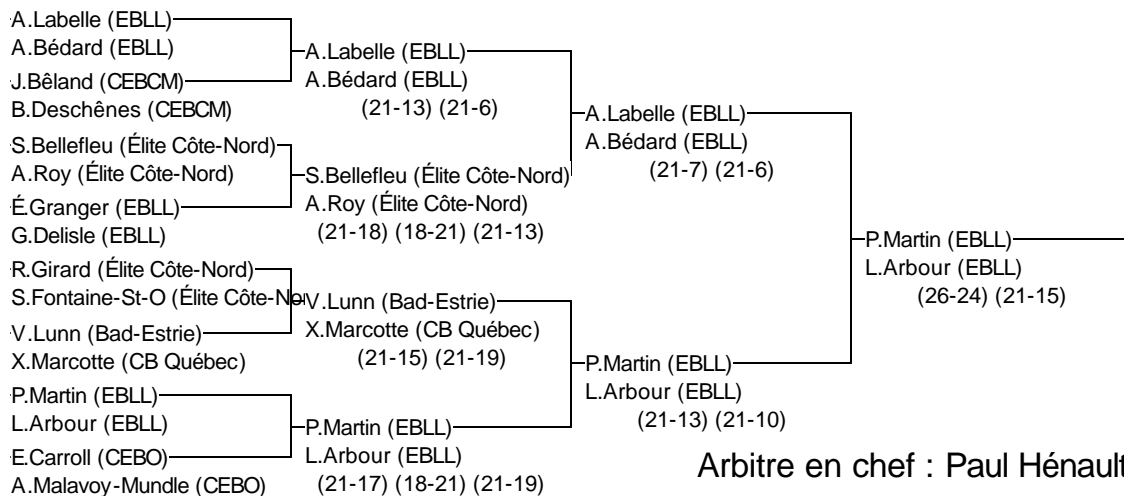 A.Labelle (EBLL)
A.Bédard (EBLL)
J.Bêland (CEBCM)
B.Deschênes (CEBCM)
S.Bellefleu (Élite Côte-Nord)
A.Roy (Élite Côte-Nord)
É.Granger (EBLL)
G.Delisle (EBLL)
R.Girard (Élite Côte-Nord)
S.Fontaine-St-O (Élite Côte-No
V.Lunn (Bad-Estrie)
X.Marcotte (CB Québec)
P.Martin (EBLL)
L.Arbour (EBLL)
E.Carroll (CEBO)
A.Malavoy-Mundle (CEBO)
A.Labelle (EBLL)
A.Bédard (EBLL)
(21-13) (21-6)
S.Bellefleu (Élite Côte-Nord)
A.Roy (Élite Côte-Nord)
(21-18) (18-21) (21-13)
V.Lunn (Bad-Estrie)
X.Marcotte (CB Québec)
(21-15) (21-19)
P.Martin (EBLL)
L.Arbour (EBLL)
(21-17) (18-21) (21-19)
A.Labelle (EBLL)
A.Bédard (EBLL)
(21-7) (21-6)
P.Martin (EBLL)
L.Arbour (EBLL)
(21-13) (21-10)
P.Martin (EBLL)
L.Arbour (EBLL)
(26-24) (21-15)
Arbitre en chef : Paul Hénault